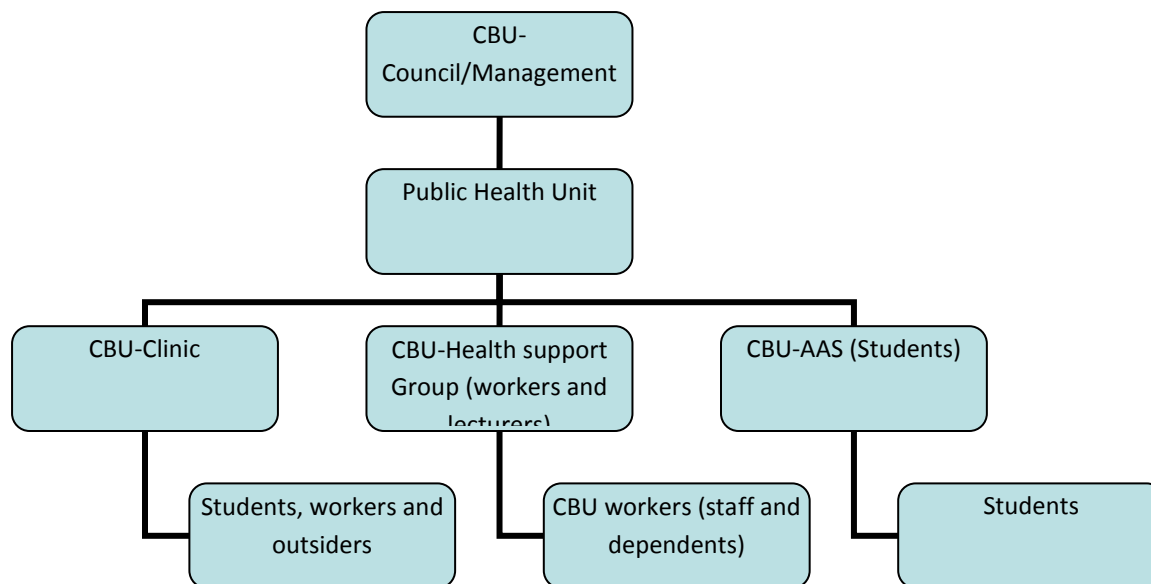 CBU-
Council/Management
Public Health Unit
CBU-Clinic
CBU-Health support
Group (workers and
lecturers)
CBU-AAS (Students)
Students, workers and
outsiders
CBU workers (staff and
dependents)
Students